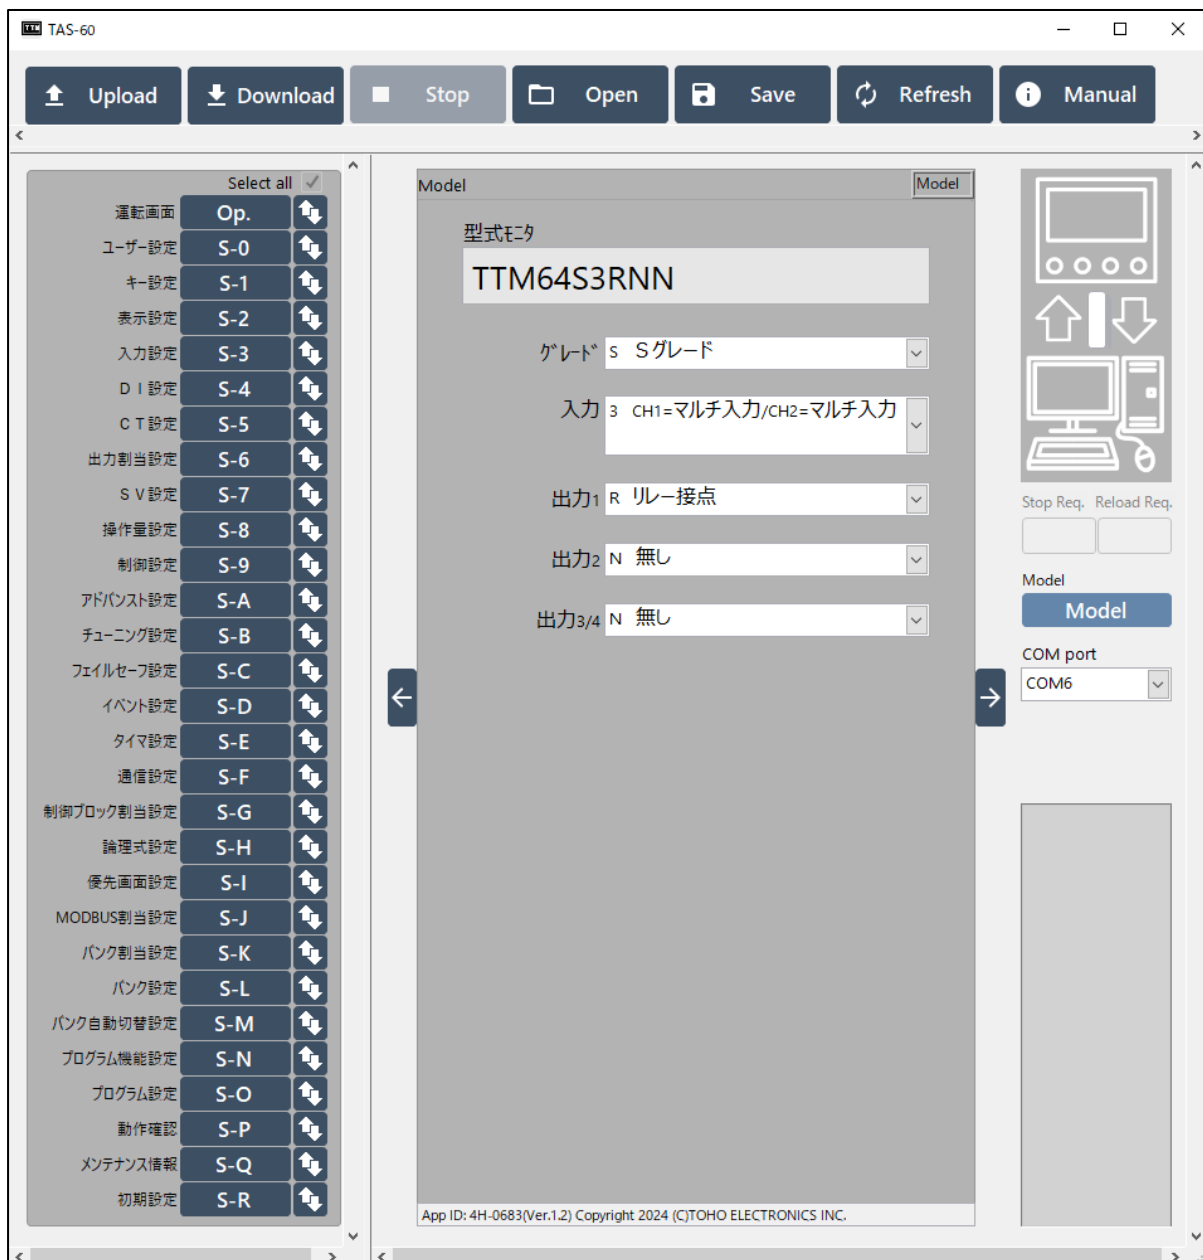 TTM TAS-60
Upload Download Stop Open Save Refresh Manual
Select all
運転画面 Op.
ユーザー設定 S-0
キー設定 S-1
表示設定 S-2
入力設定 S-3
ＤＩ設定 S-4
ＣＴ設定 S-5
出力割当設定 S-6
ＳＶ設定 S-7
操作量設定 S-8
制御設定 S-9
アドバンスト設定 S-A
チューニング設定 S-B
フェイルセーフ設定 S-C
イベント設定 S-D
タイマ設定 S-E
通信設定 S-F
制御ブロック割当設定 S-G
論理式設定 S-H
優先画面設定 S-I
MODBUS割当設定 S-J
バンク割当設定 S-K
バンク設定 S-L
バンク自動切替設定 S-M
プログラム機能設定 S-N
プログラム設定 S-O
動作確認 S-P
メンテナンス情報 S-Q
初期設定 S-R
Model Model
型式ﾓﾆﾀ
TTM64S3RNN
ｸﾞﾚｰﾄﾞ S Ｓグレード
入力 3 CH1=マルチ入力/CH2=マルチ入力
出力1 R リレー接点
出力2 N 無し
出力3/4 N 無し
App ID: 4H-0683(Ver.1.2) Copyright 2024 (C)TOHO ELECTRONICS INC.
Stop Req. Reload Req.
Model
Model
COM port
COM6